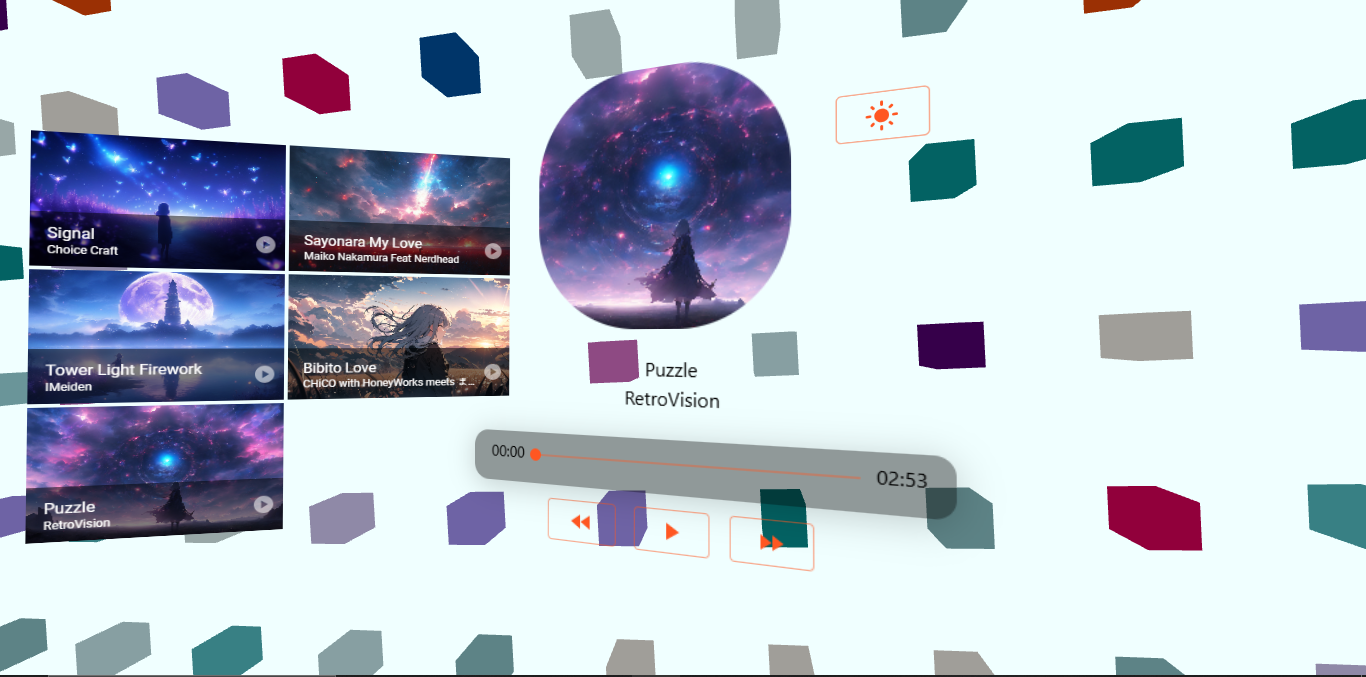 Signal
Choice Craft
Sayonara My Love
Maiko Nakamura Feat Nerdhead
Tower Light Firework
IMeiden
Bibito Love
CHiCO with HoneyWorks meets ま...
Puzzle
RetroVision
Puzzle
RetroVision
00:00
02:53